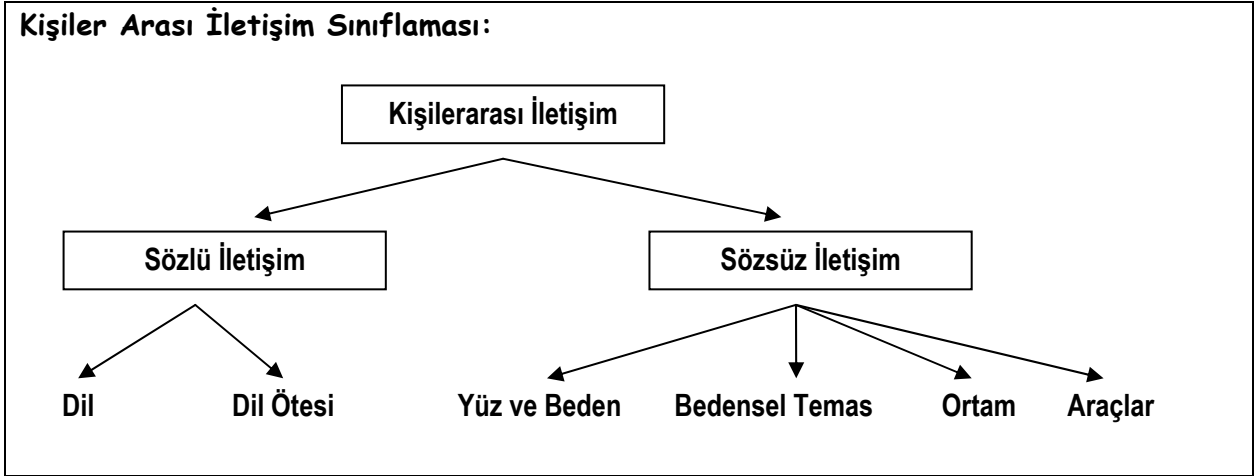 Kişiler Arası İletişim Sınıflaması:
Kişilerarası İletişim
Sözlü İletişim
Sözsüz İletişim
Dil
Dil Ötesi
Yüz ve Beden
Bedensel Temas
Ortam
Araçlar